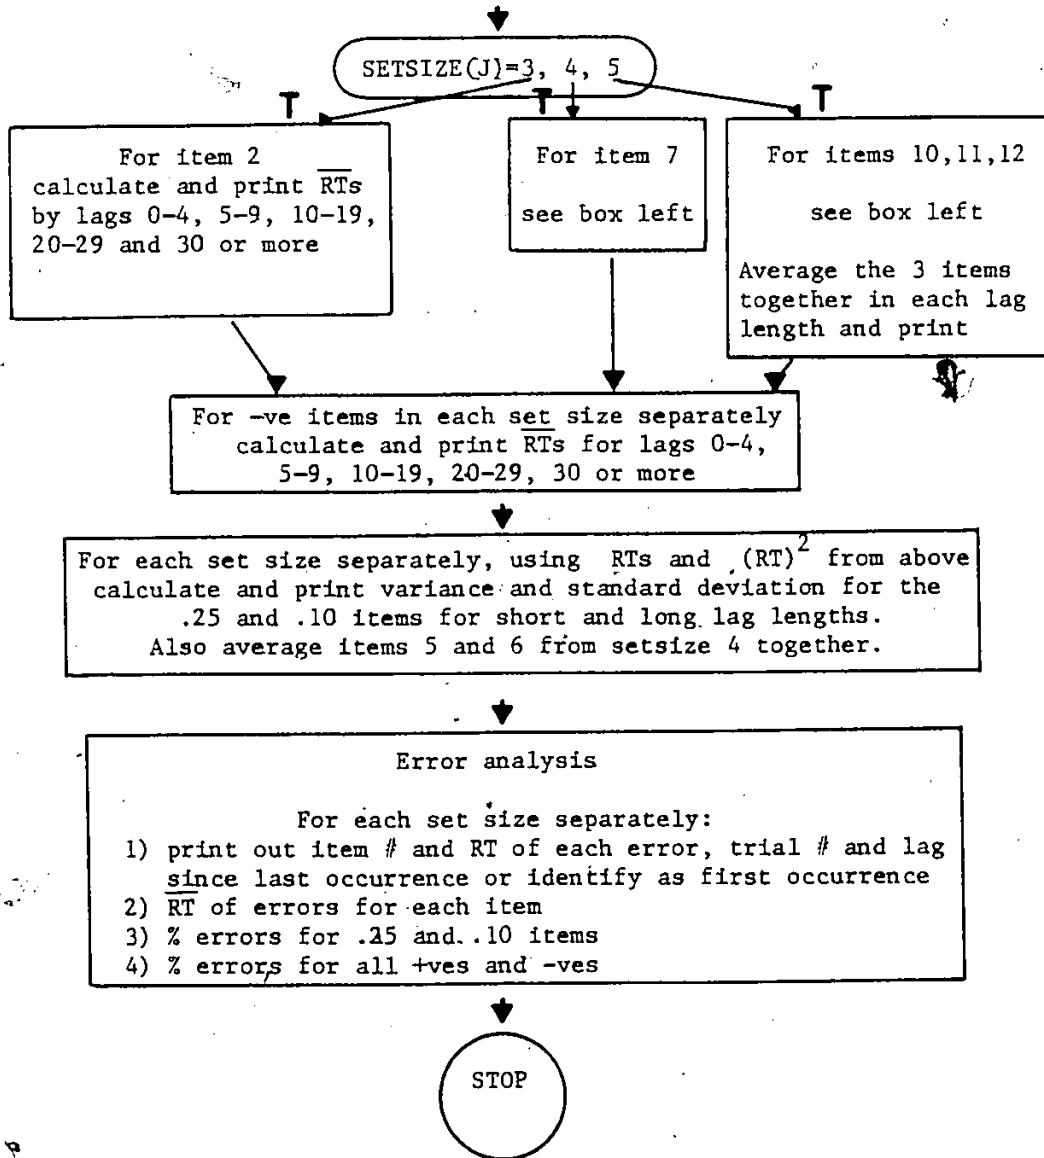 SETSIZE(J)=3, 4, 5
T
T
T
For item 2
calculate and print R̅T̅s
by lags 0-4, 5-9, 10-19,
20-29 and 30 or more
For item 7
see box left
For items 10,11,12
see box left
Average the 3 items
together in each lag
length and print
For -ve items in each set size separately
calculate and print R̅T̅s for lags 0-4,
5-9, 10-19, 20-29, 30 or more
For each set size separately, using RTs and (RT)² from above
calculate and print variance and standard deviation for the
.25 and .10 items for short and long lag lengths.
Also average items 5 and 6 from setsize 4 together.
Error analysis
For each set size separately:
1) print out item # and RT of each error, trial # and lag
since last occurrence or identify as first occurrence
2) R̅T̅ of errors for each item
3) % errors for .25 and .10 items
4) % errors for all +ves and -ves
STOP